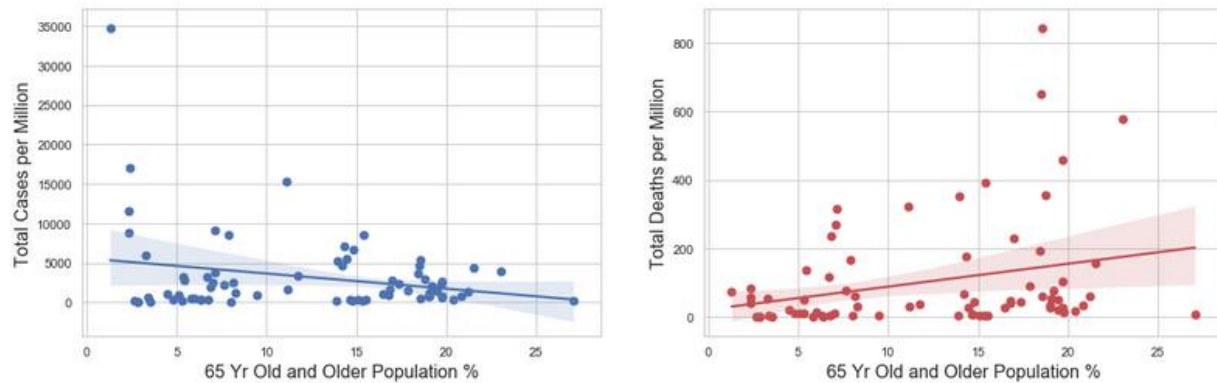 35000
30000
25000
20000
15000
10000
5000
0
Total Cases per Million
0 5 10 15 20 25
65 Yr Old and Older Population %
800
600
400
200
0
Total Deaths per Million
0 5 10 15 20 25
65 Yr Old and Older Population %